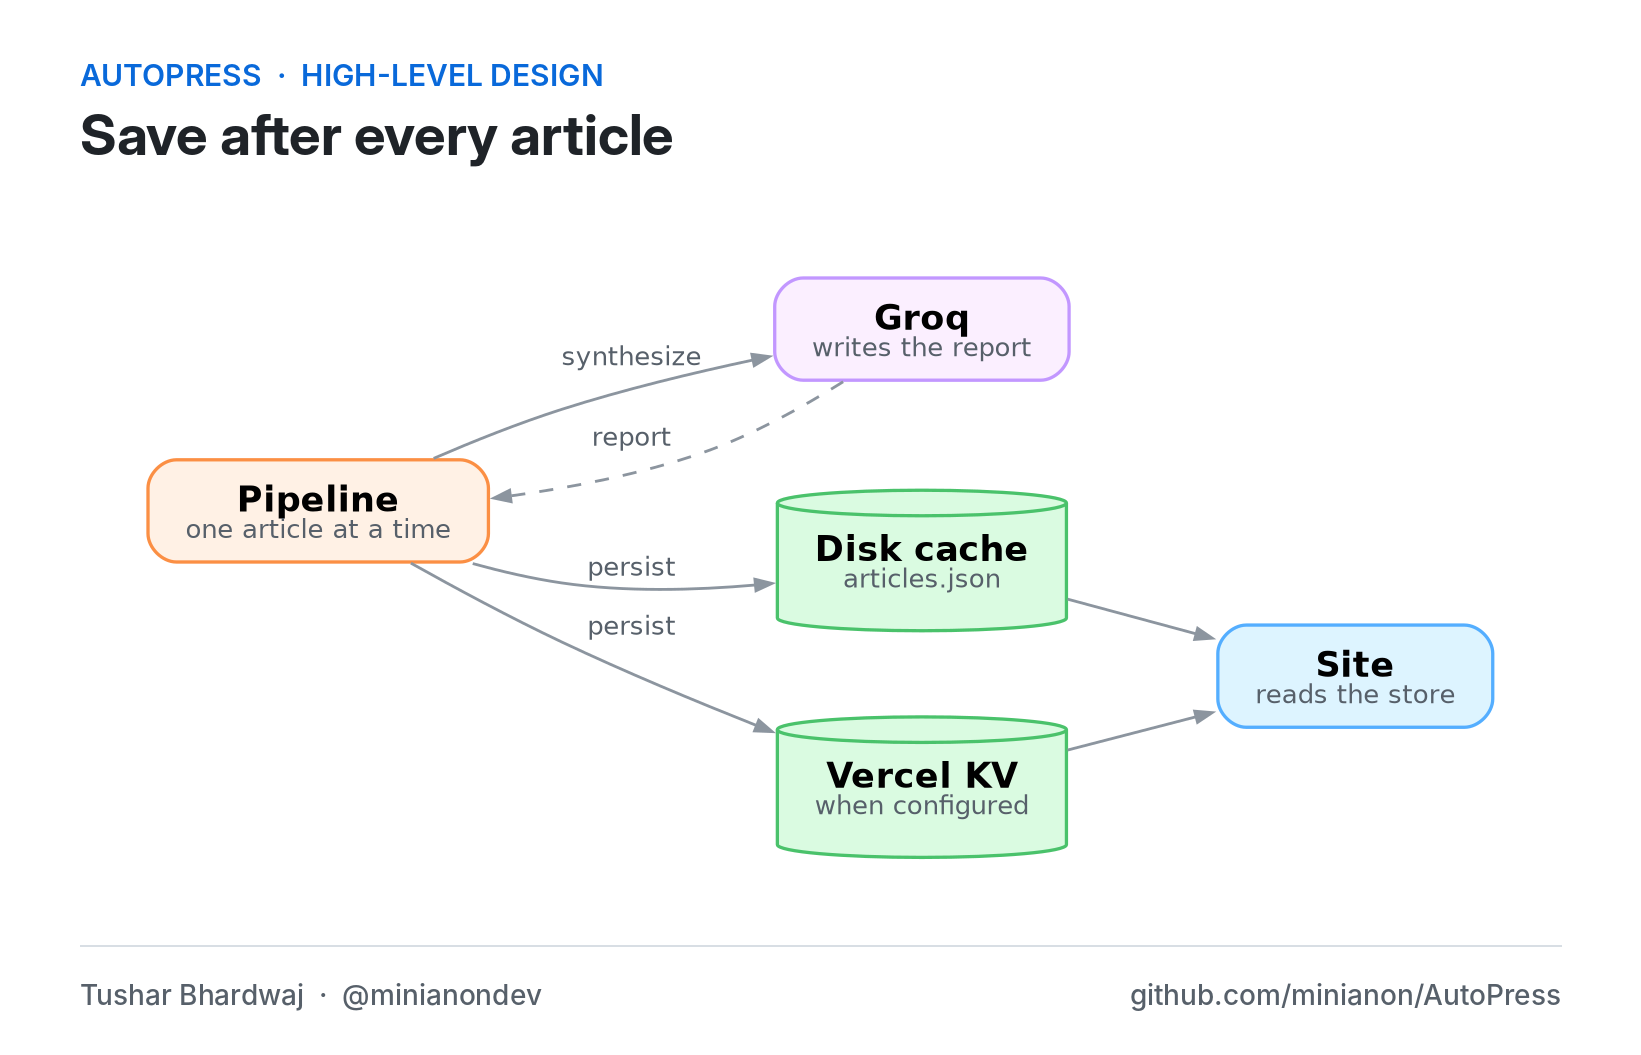 AUTOPRESS · HIGH-LEVEL DESIGN
Save after every article
Groq
writes the report
synthesize
report
Pipeline
one article at a time
persist
persist
Disk cache
articles.json
Site
reads the store
Vercel KV
when configured
Tushar Bhardwaj · @minianondev
github.com/minianon/AutoPress